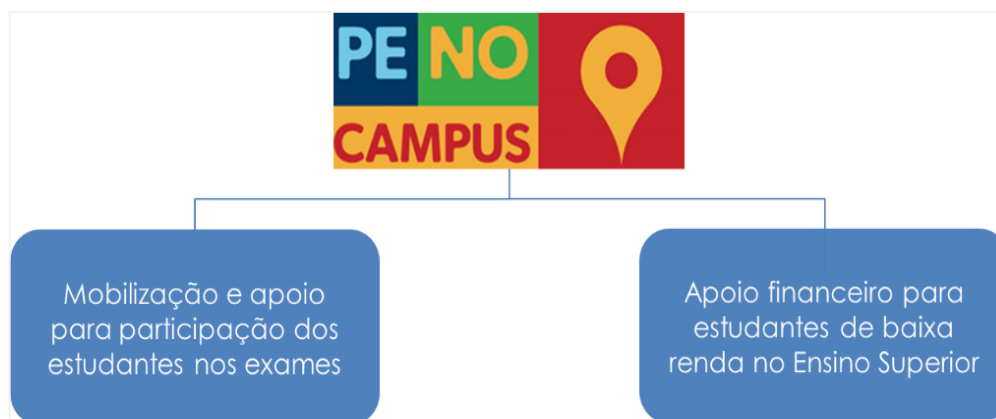 PE NO
CAMPUS
Mobilização e apoio
para participação dos
estudantes nos exames
Apoio financeiro para
estudantes de baixa
renda no Ensino Superior